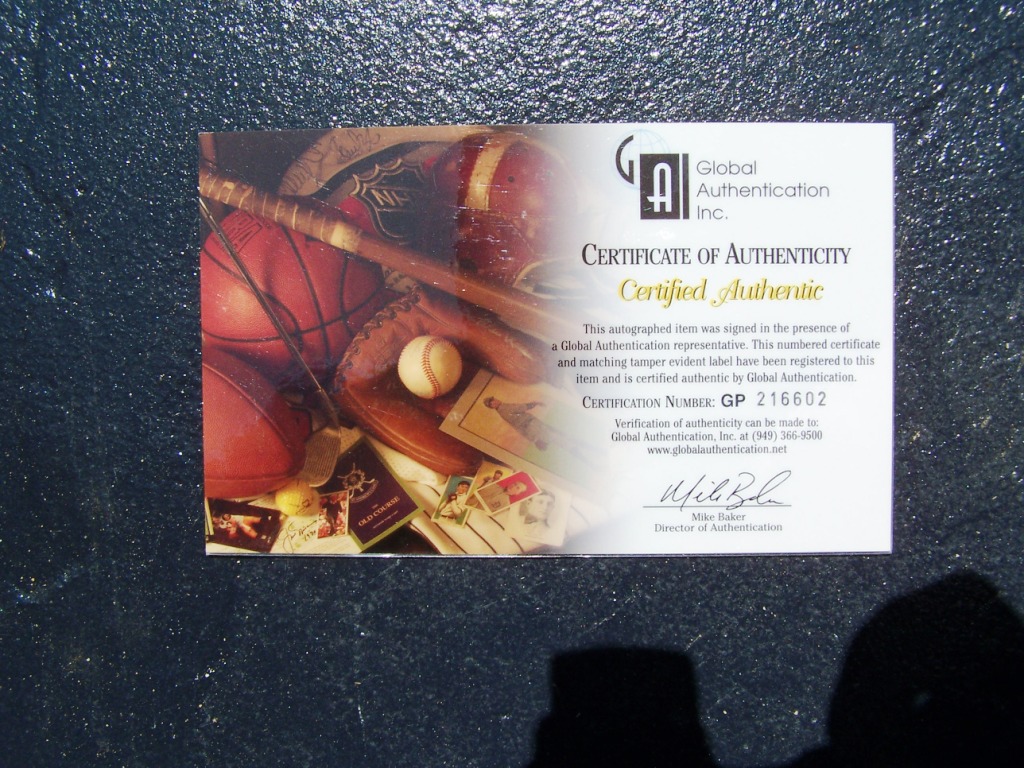 GAI
Global
Authentication
Inc.
CERTIFICATE OF AUTHENTICITY
Certified Authentic
This autographed item was signed in the presence of
a Global Authentication representative. This numbered certificate
and matching tamper evident label have been registered to this
item and is certified authentic by Global Authentication.
CERTIFICATION NUMBER: GP 216602
Verification of authenticity can be made to:
Global Authentication, Inc. at (949) 366-9500
www.globalauthentication.net
Mike Baker
Mike Baker
Director of Authentication
OLD COURSE